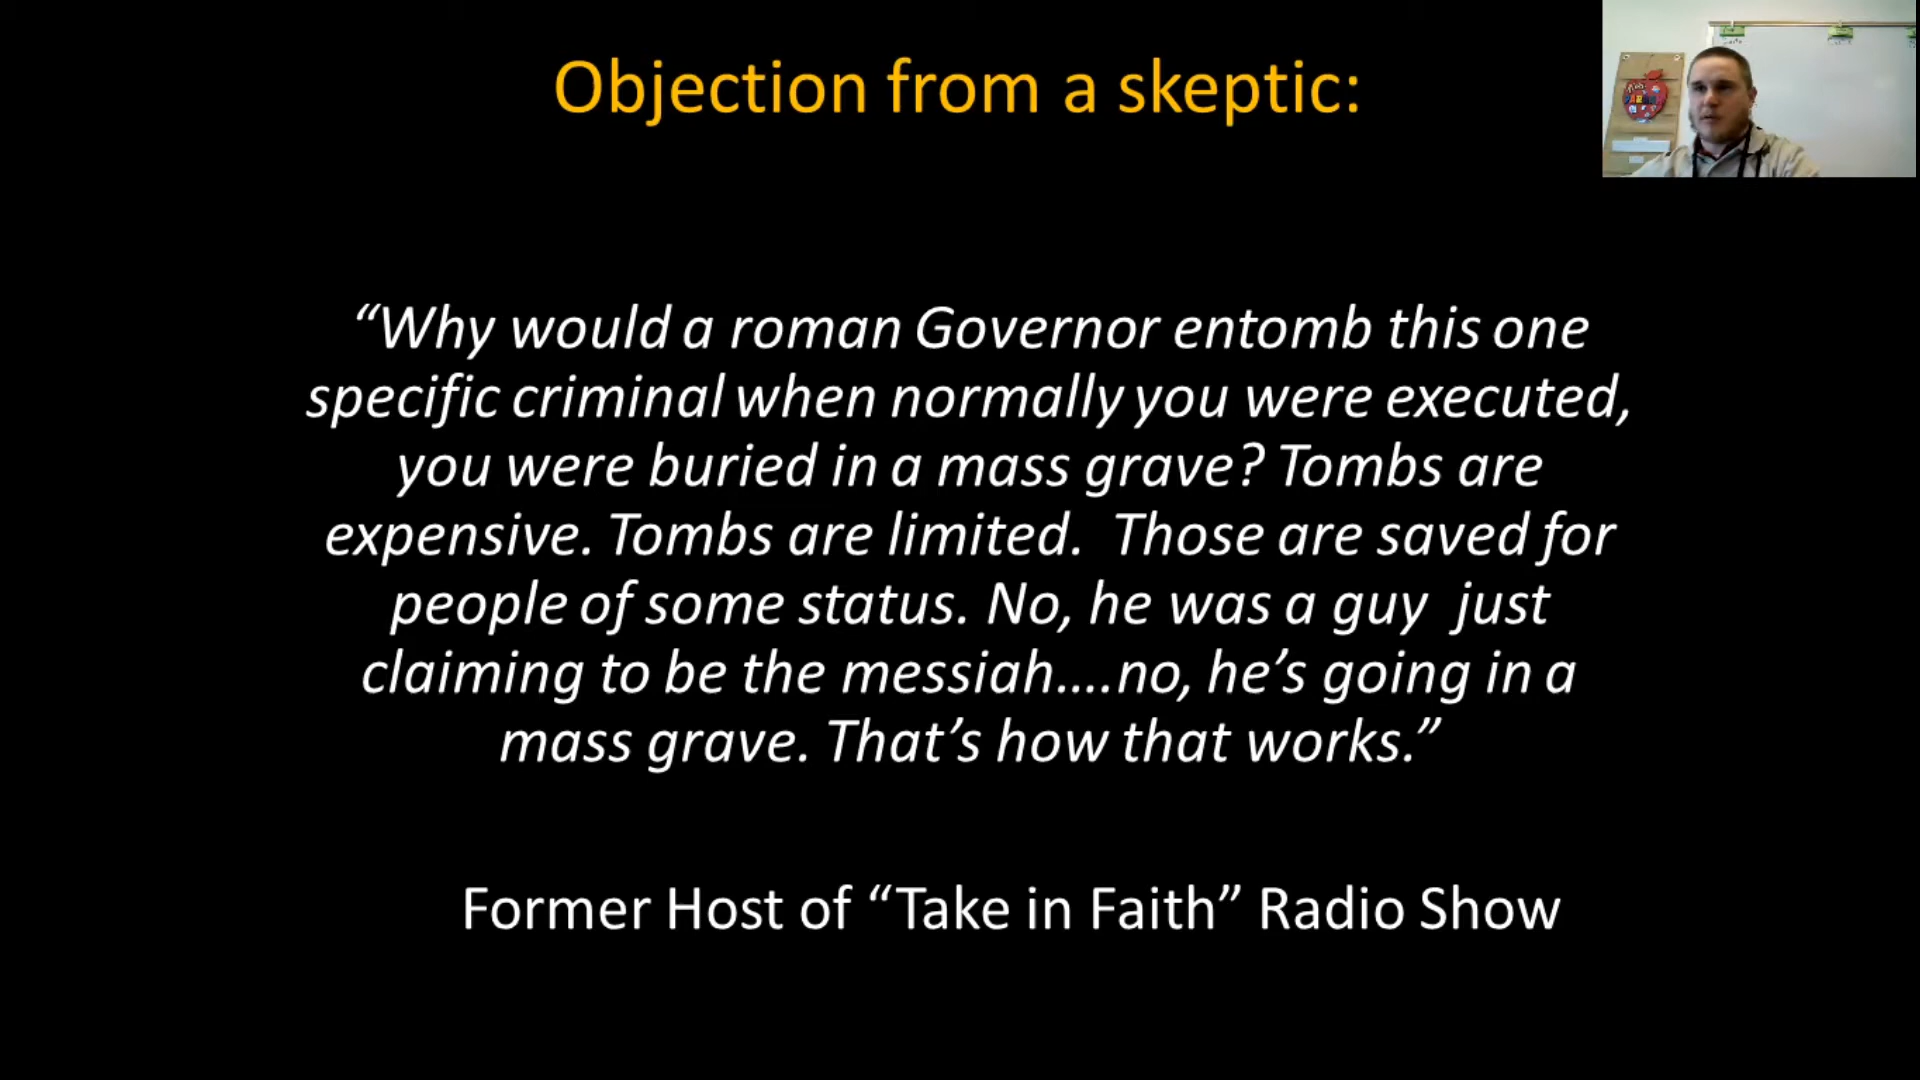 Objection from a skeptic:
“Why would a roman Governor entomb this one
specific criminal when normally you were executed,
you were buried in a mass grave? Tombs are
expensive. Tombs are limited.  Those are saved for
people of some status. No, he was a guy  just
claiming to be the messiah....no, he’s going in a
mass grave. That’s how that works.”
Former Host of “Take in Faith” Radio Show